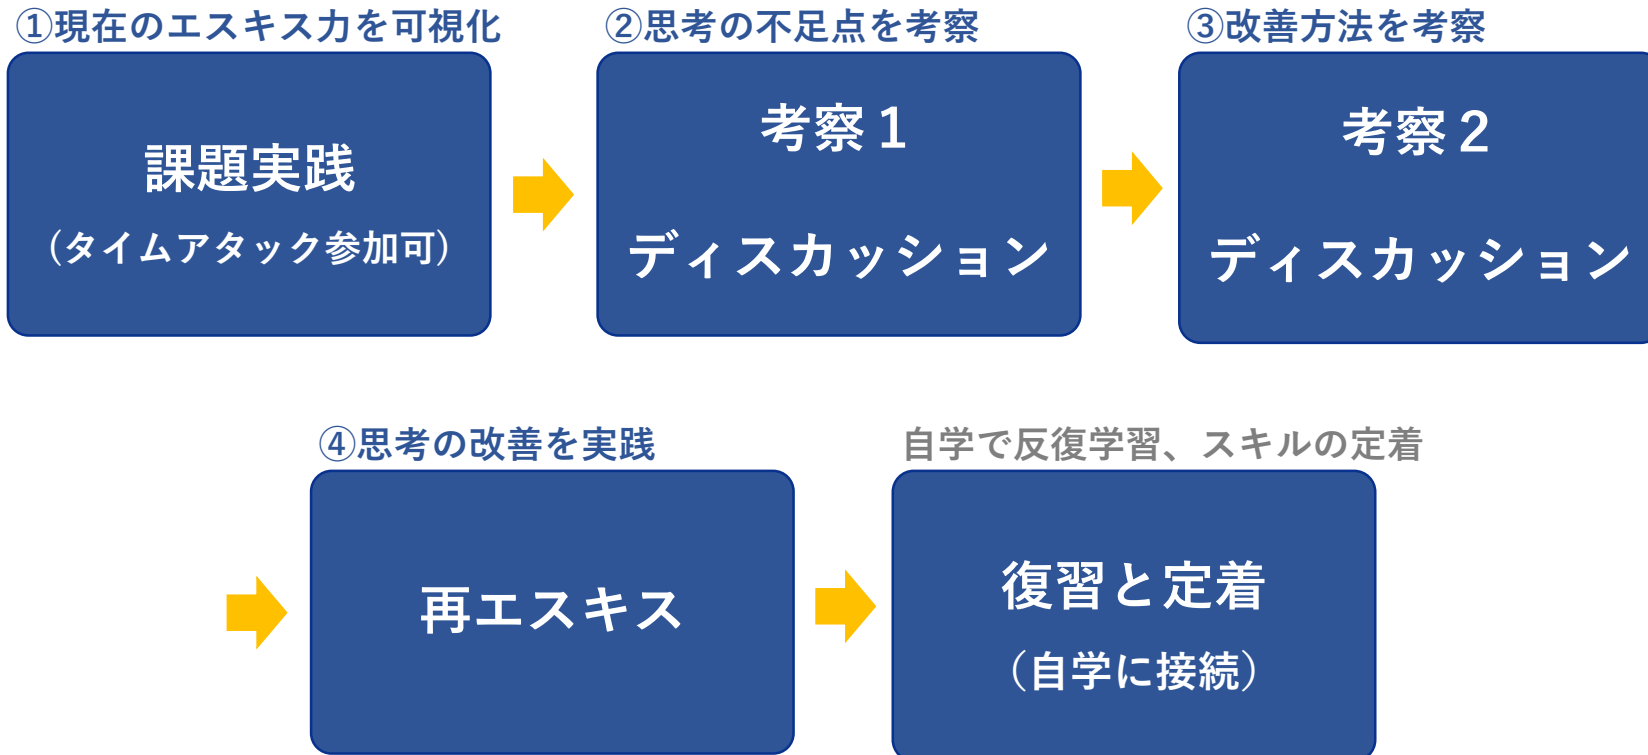 ①現在のエスキス力を可視化
課題実践
（タイムアタック参加可）
②思考の不足点を考察
考察１
ディスカッション
③改善方法を考察
考察２
ディスカッション
④思考の改善を実践
再エスキス
自学で反復学習、スキルの定着
復習と定着
（自学に接続）